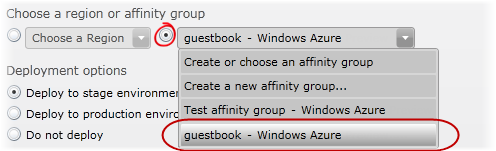 Choose a region or affinity group
Choose a Region guestbook - Windows Azure
Create or choose an affinity group
Deployment options
Create a new affinity group...
Deploy to stage environme
Test affinity group - Windows Azure
Deploy to production enviro
Do not deploy
guestbook - Windows Azure